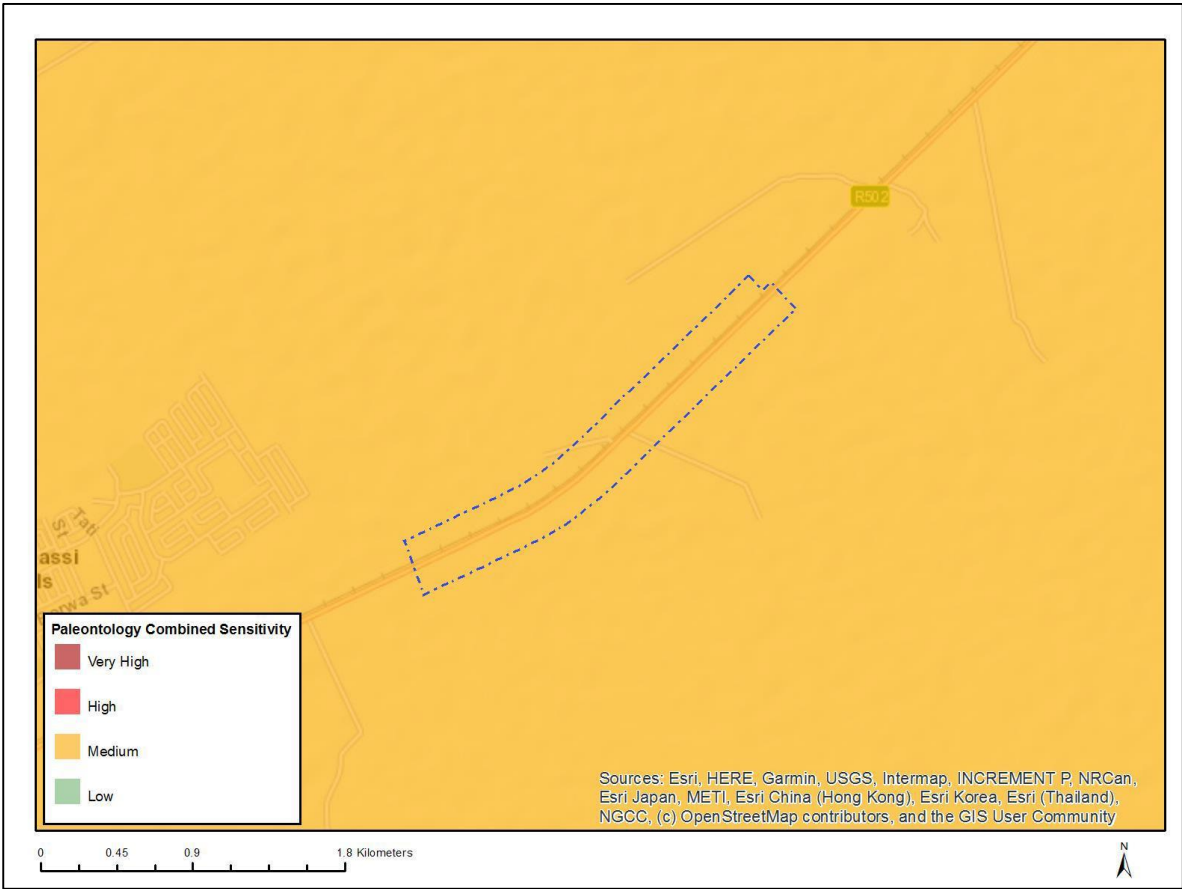 R502
St
Tati
assi
ls
St
Paleontology Combined Sensitivity
Very High
High
Medium
Low
Sources: Esri, HERE, Garmin, USGS, Intermap, INCREMENT P, NRCan,
Esri Japan, METI, Esri China (Hong Kong), Esri Korea, Esri (Thailand),
NGCC, (c) OpenStreetMap contributors, and the GIS User Community
0 0.45 0.9 1.8 Kilometers
N